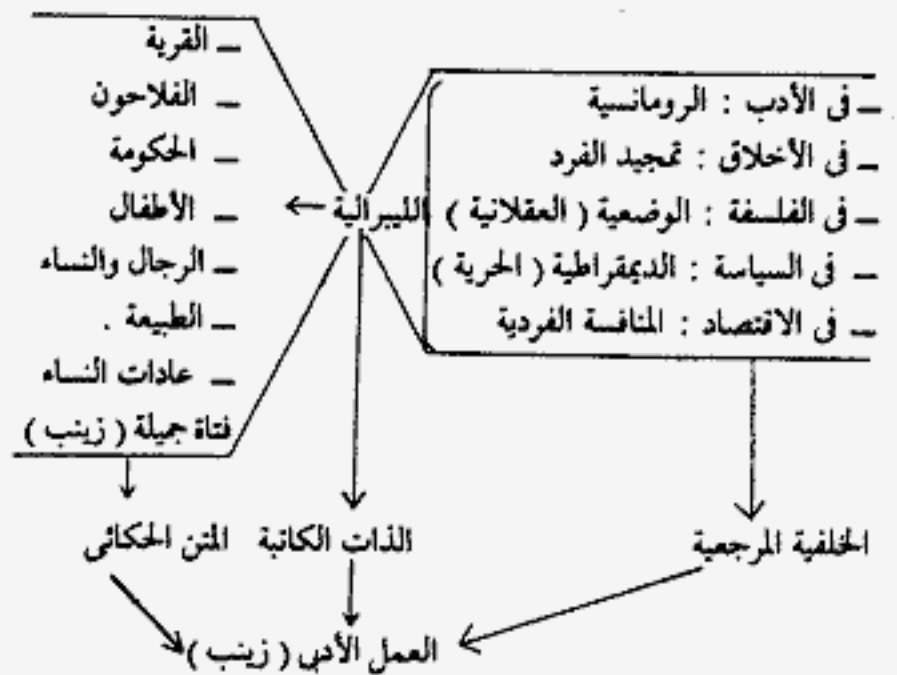 – فى الأدب : الرومانسية
– فى الأخلاق : تمجيد الفرد
– فى الفلسفة : الوضعية ( العقلانية )
– فى السياسة : الديمقراطية ( الحرية )
– فى الاقتصاد : المنافسة الفردية
الليبرالية
– القرية
– الفلاحون
– الحكومة
– الأطفال
– الرجال والنساء
– الطبيعة .
– عادات النساء
فتاة جميلة ( زينب )
الخلفية المرجعية
الذات الكاتبة
المتن الحكائى
العمل الأدبى ( زينب )